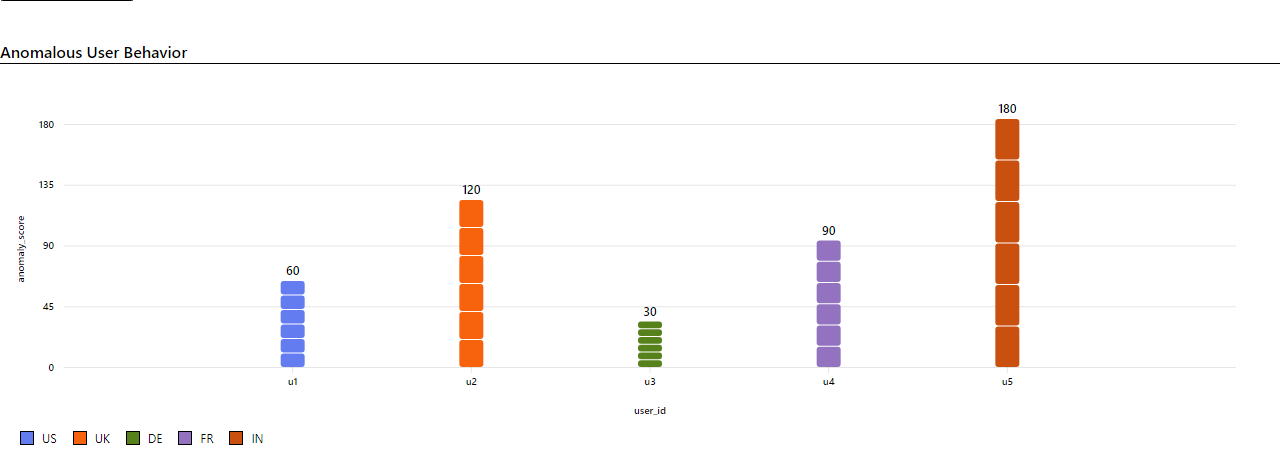 Anomalous User Behavior
180
135
90
45
0
anomaly_score
60
120
30
90
180
u1
u2
u3
u4
u5
user_id
US
UK
DE
FR
IN